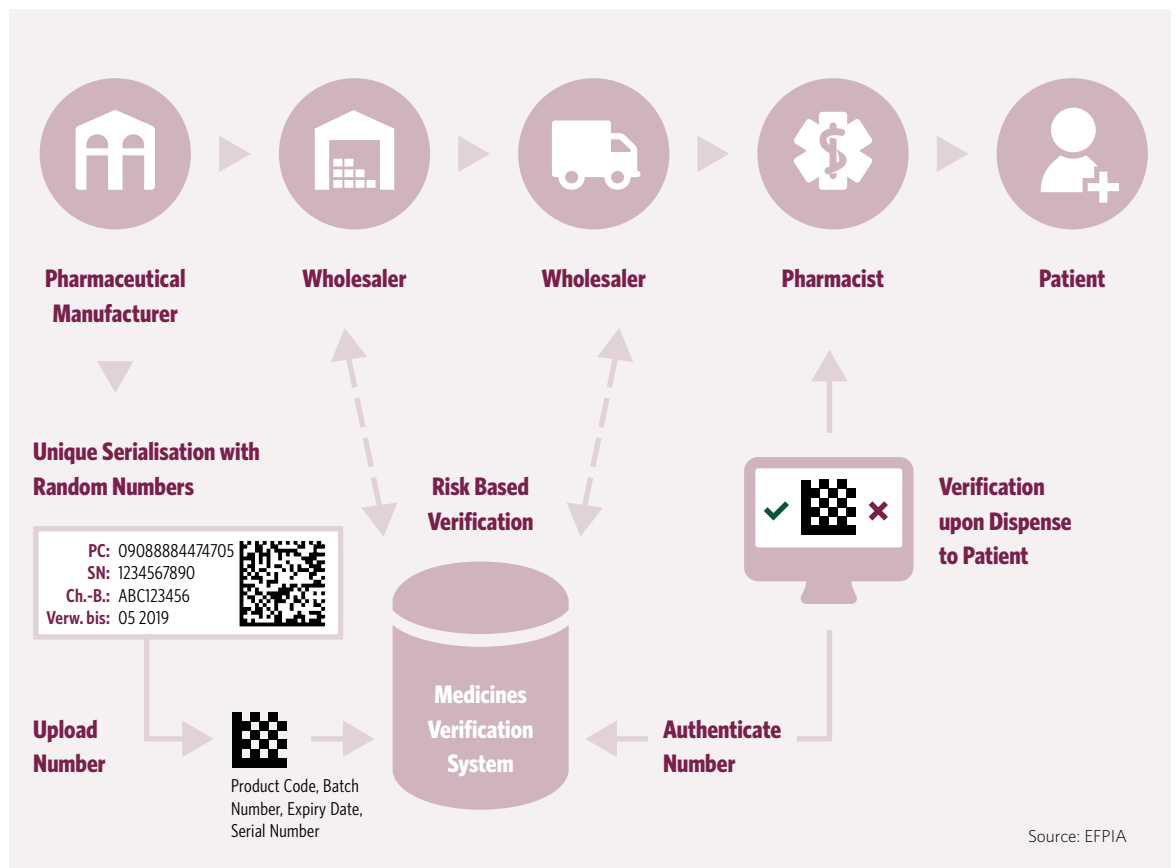 Pharmaceutical
Manufacturer
Wholesaler
Wholesaler
Pharmacist
Patient
Unique Serialisation with
Random Numbers
PC: 09088884474705
SN: 1234567890
Ch.-B.: ABC123456
Verw. bis: 05 2019
Risk Based
Verification
Verification
upon Dispense
to Patient
Upload
Number
Product Code, Batch
Number, Expiry Date,
Serial Number
Medicines
Verification
System
Authenticate
Number
Source: EFPIA